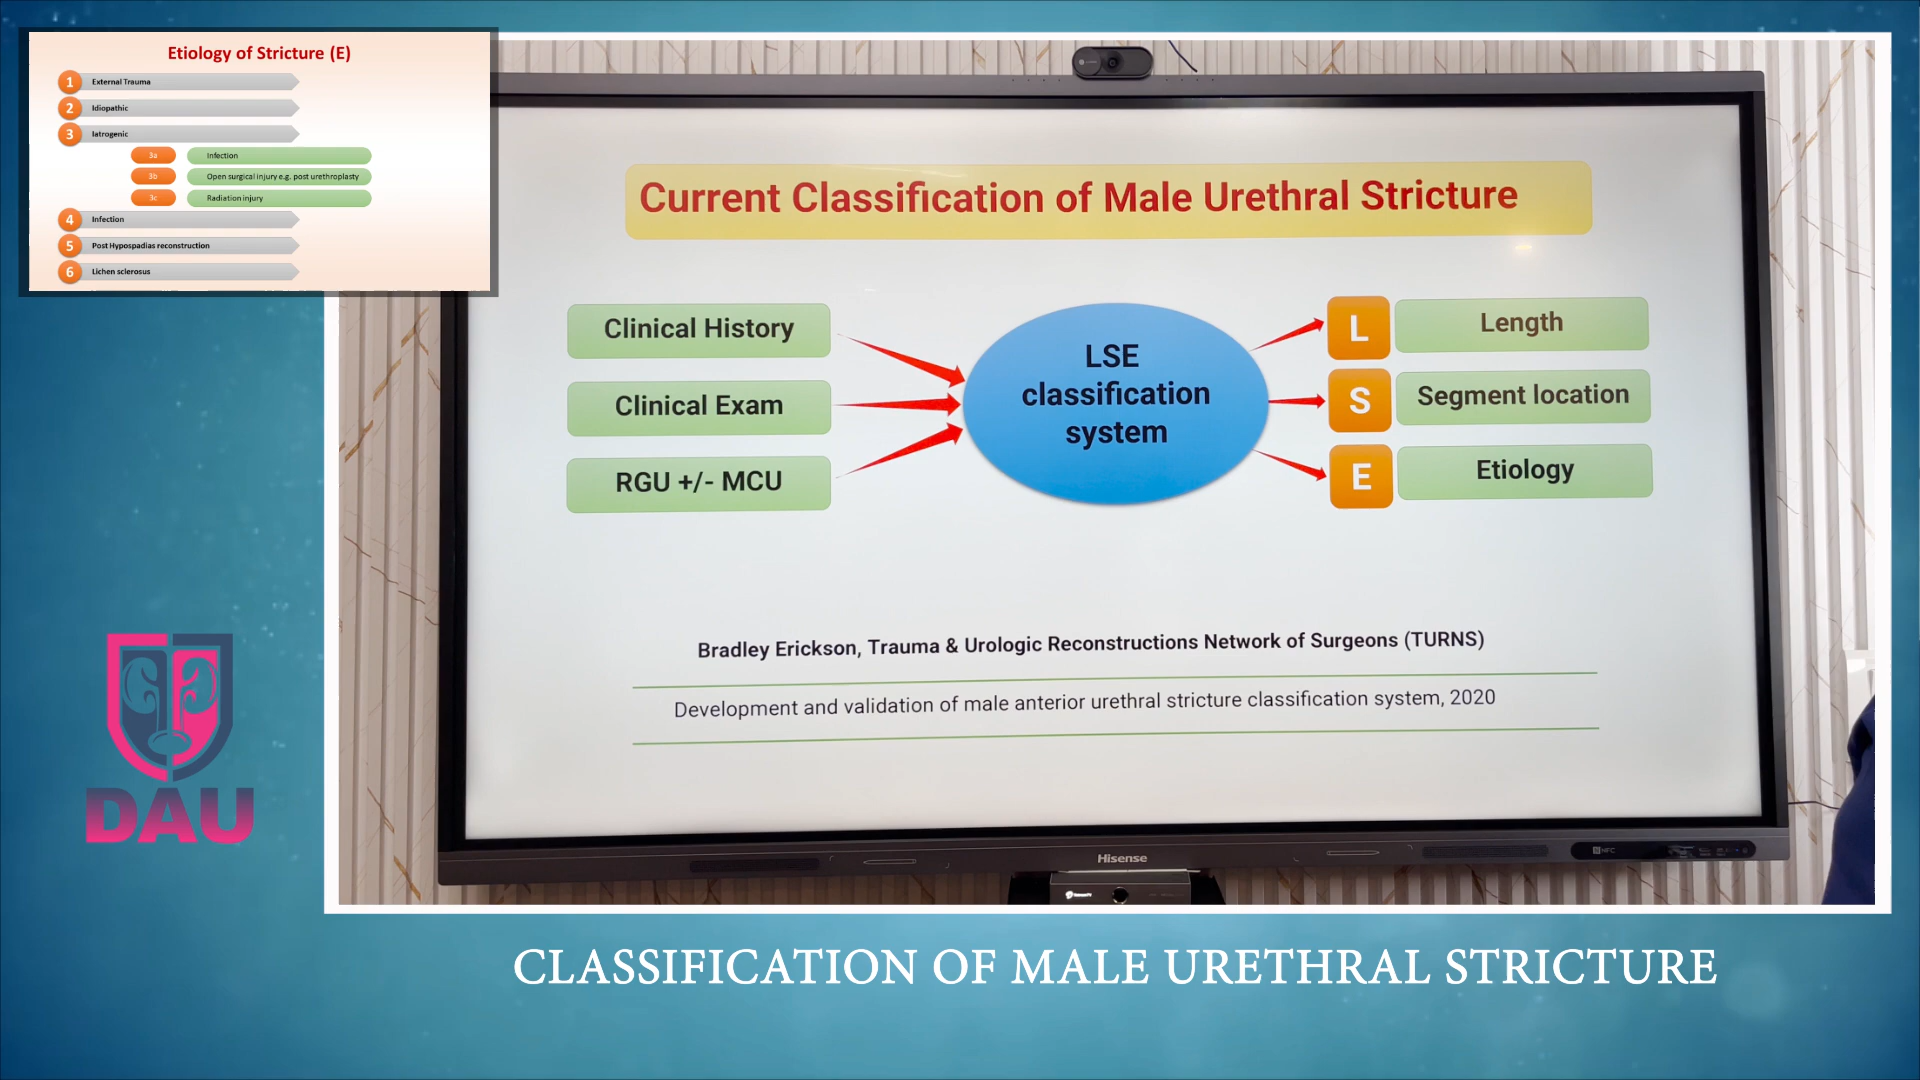 Etiology of Stricture (E)
1 External Trauma
2 Idiopathic
3 Iatrogenic
3a Infection
3b Open surgical injury e.g. post urethroplasty
3c Radiation injury
4 Infection
5 Post Hypospadias reconstruction
6 Lichen sclerosus
Current Classification of Male Urethral Stricture
Clinical History
Clinical Exam
RGU +/- MCU
LSE
classification
system
L Length
S Segment location
E Etiology
Bradley Erickson, Trauma & Urologic Reconstructions Network of Surgeons (TURNS)
Development and validation of male anterior urethral stricture classification system, 2020
Hisense
NFC
DAU
CLASSIFICATION OF MALE URETHRAL STRICTURE